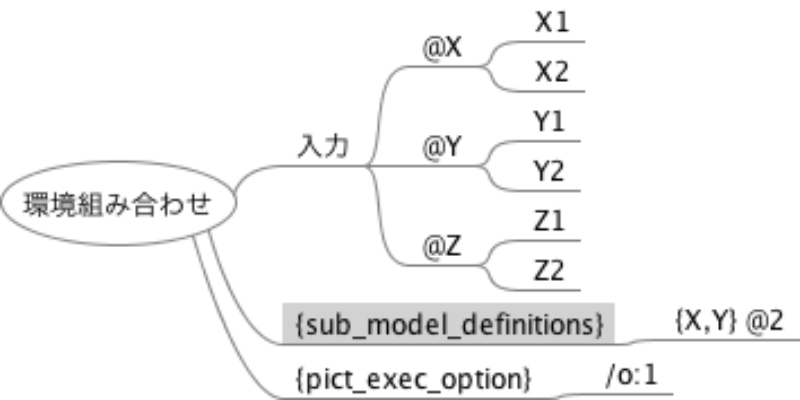 環境組み合わせ
入力
@X
X1
X2
@Y
Y1
Y2
@Z
Z1
Z2
{sub_model_definitions}
{X,Y} @2
{pict_exec_option}
/o:1